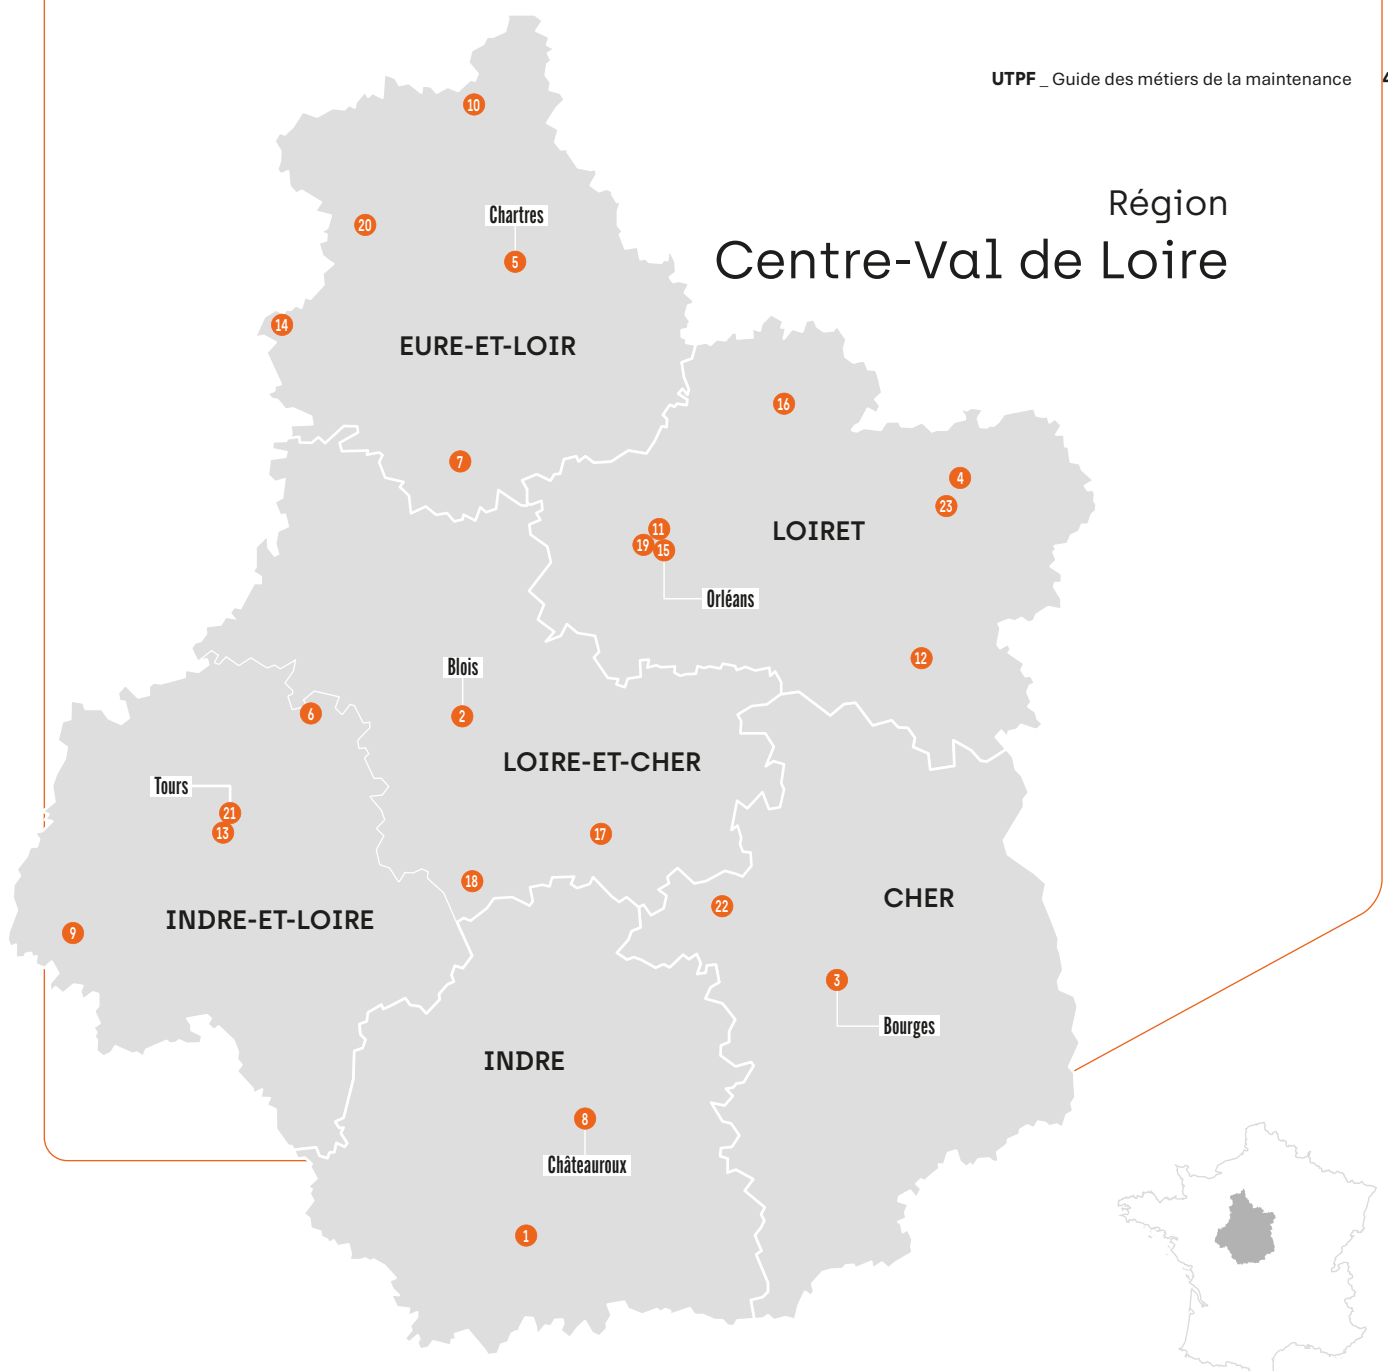 UTPF _ Guide des métiers de la maintenance
Région
Centre-Val de Loire
10
20
Chartres
5
14
EURE-ET-LOIR
16
7
4
23
11
19
15
LOIRET
Orléans
12
Blois
6
2
LOIRE-ET-CHER
Tours
21
13
17
18
CHER
22
INDRE-ET-LOIRE
9
3
Bourges
INDRE
8
Châteauroux
1